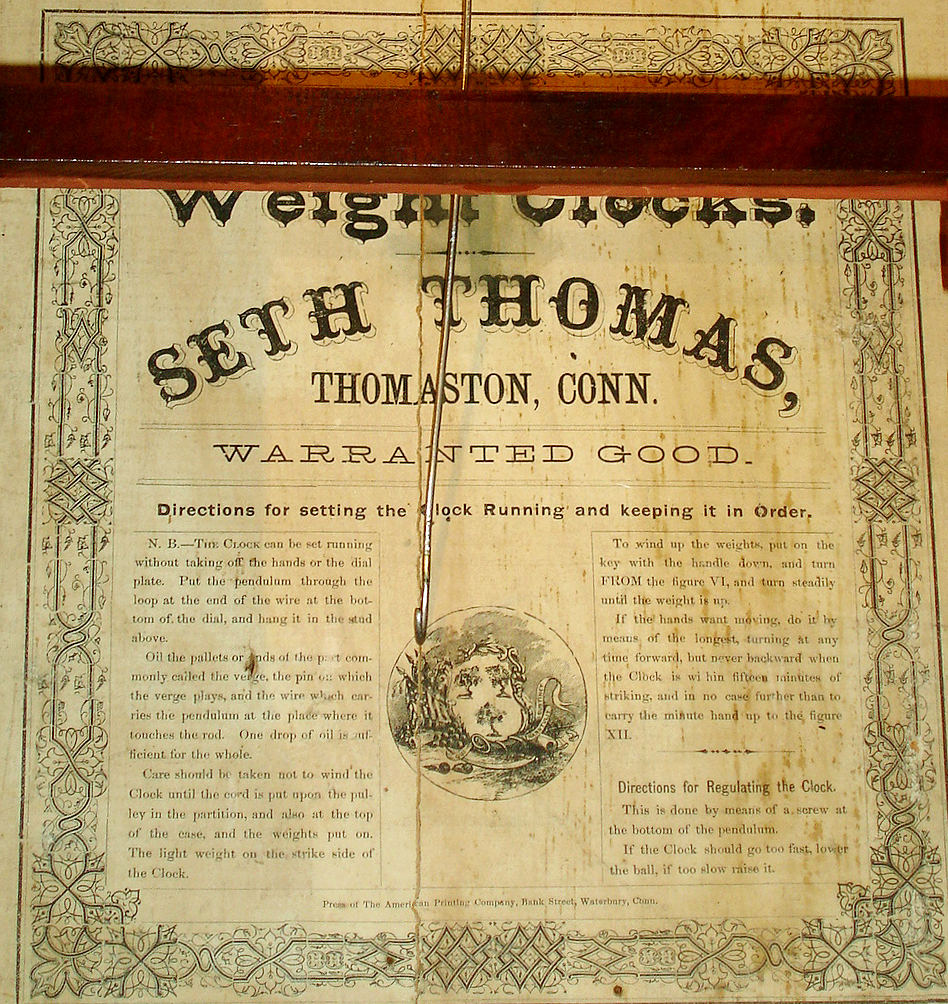 Weight Clocks.
SETH THOMAS,
THOMASTON, CONN.
WARRANTED GOOD.
Directions for setting the Clock Running and keeping it in Order.
N. B.—THE CLOCK can be set running
without taking off the hands or the dial
plate. Put the pendulum through the
loop at the end of the wire at the bot-
tom of the dial, and hang it in the stud
above.
Oil the pallets or ends of the part com-
monly called the verge, the pin on which
the verge plays, and the wire which car-
ries the pendulum at the place where it
touches the rod. One drop of oil is suf-
ficient for the whole.
Care should be taken not to wind the
Clock until the cord is put upon the pul-
ley in the partition, and also at the top
of the case, and the weights put on.
The light weight on the strike side of
the Clock.
To wind up the weights, put on the
key with the handle down, and turn
FROM the figure VI, and turn steadily
until the weight is up.
If the hands want moving, do it by
means of the longest, turning at any
time forward, but never backward when
the Clock is within fifteen minutes of
striking, and in no case further than to
carry the minute hand up to the figure
XII.
Directions for Regulating the Clock.
This is done by means of a screw at
the bottom of the pendulum.
If the Clock should go too fast, lower
the ball, if too slow raise it.
Press of The American Printing Company, Bank Street, Waterbury, Conn.